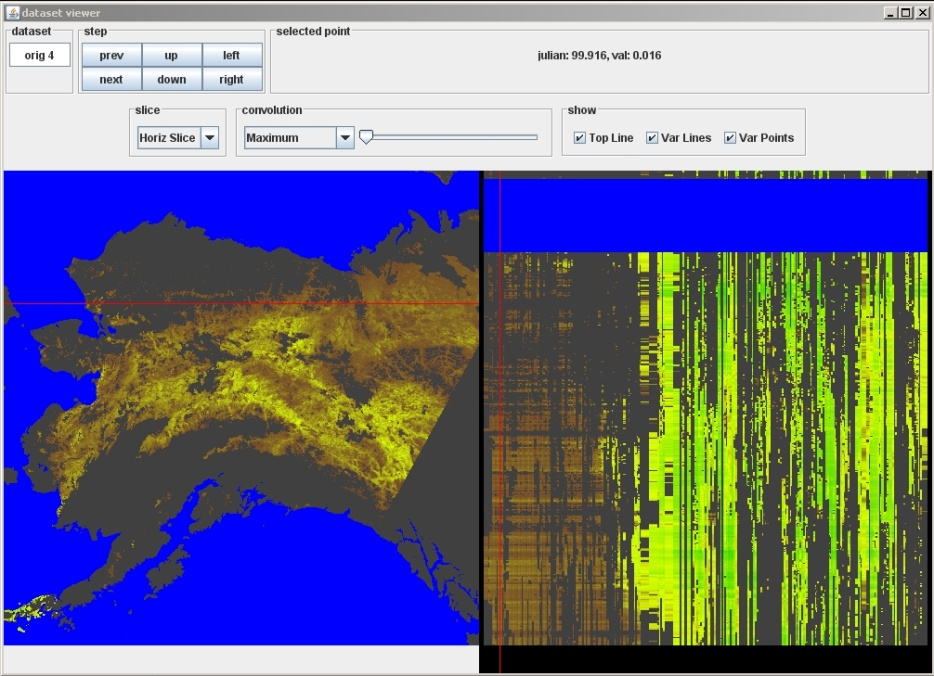 dataset viewer
dataset
step
selected point
orig 4
prev
up
left
julian: 99.916, val: 0.016
next
down
right
slice
convolution
show
Horiz Slice
Maximum
Top Line
Var Lines
Var Points